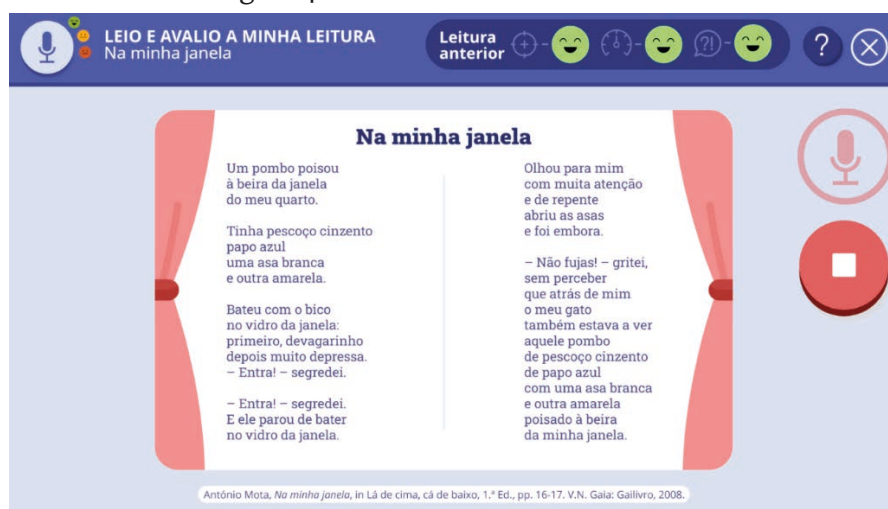 LEIO E AVALIO A MINHA LEITURA
Na minha janela
Leitura
anterior
?!
?
Na minha janela
Um pombo poisou
à beira da janela
do meu quarto.
Tinha pescoço cinzento
papo azul
uma asa branca
e outra amarela.
Bateu com o bico
no vidro da janela:
primeiro, devagarinho
depois muito depressa.
– Entra! – segredei.
– Entra! – segredei.
E ele parou de bater
no vidro da janela.
Olhou para mim
com muita atenção
e de repente
abriu as asas
e foi embora.
– Não fujas! – gritei,
sem perceber
que atrás de mim
o meu gato
também estava a ver
aquele pombo
de pescoço cinzento
de papo azul
com uma asa branca
e outra amarela
poisado à beira
da minha janela.
António Mota, Na minha janela, in Lá de cima, cá de baixo, 1.ª Ed., pp. 16-17. V.N. Gaia: Gailivro, 2008.